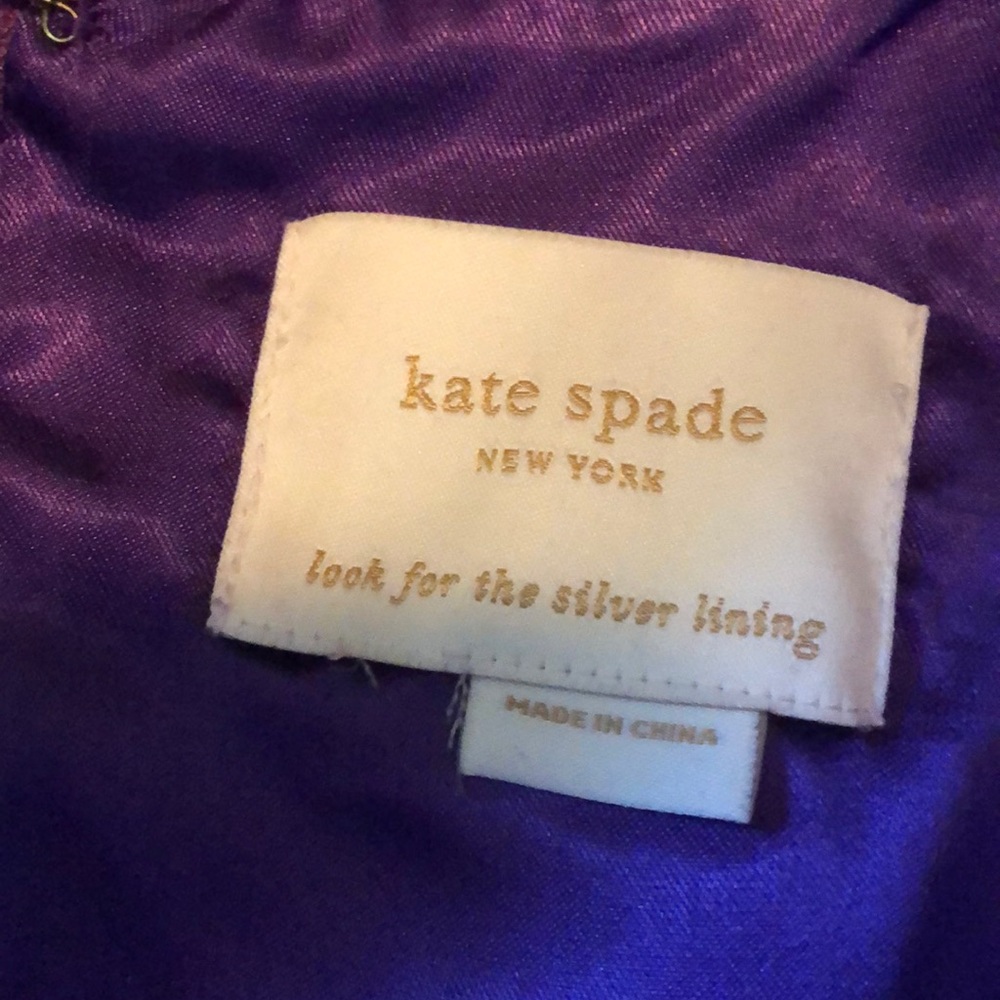 kate spade
NEW YORK
look for the silver lining
MADE IN CHINA